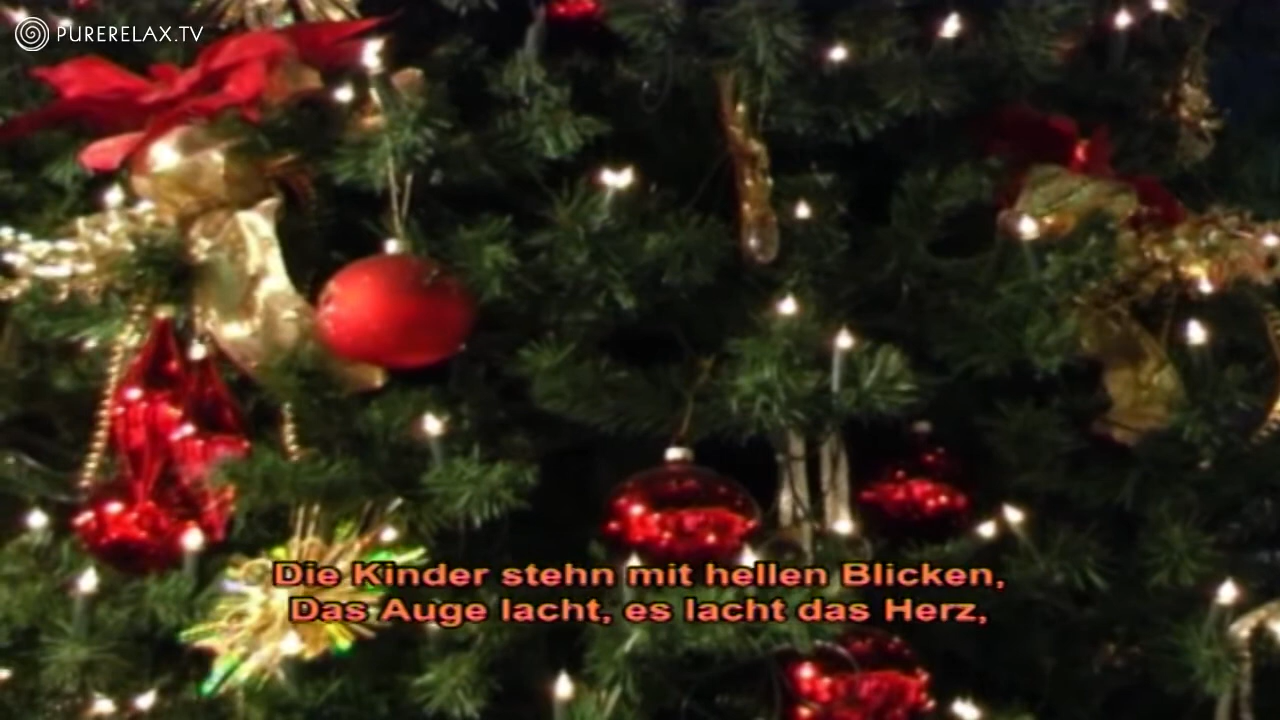 PURERELAX.TV
Die Kinder stehn mit hellen Blicken,
Das Auge lacht, es lacht das Herz,